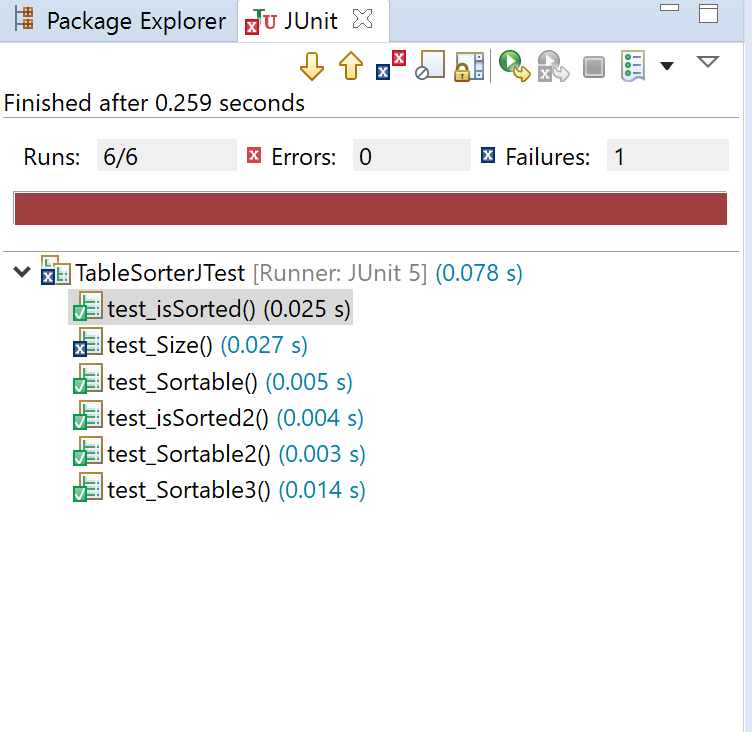 Package Explorer JUnit
Finished after 0.259 seconds
Runs: 6/6 Errors: 0 Failures: 1
TableSorterJTest [Runner: JUnit 5] (0.078 s)
test_isSorted() (0.025 s)
test_Size() (0.027 s)
test_Sortable() (0.005 s)
test_isSorted2() (0.004 s)
test_Sortable2() (0.003 s)
test_Sortable3() (0.014 s)